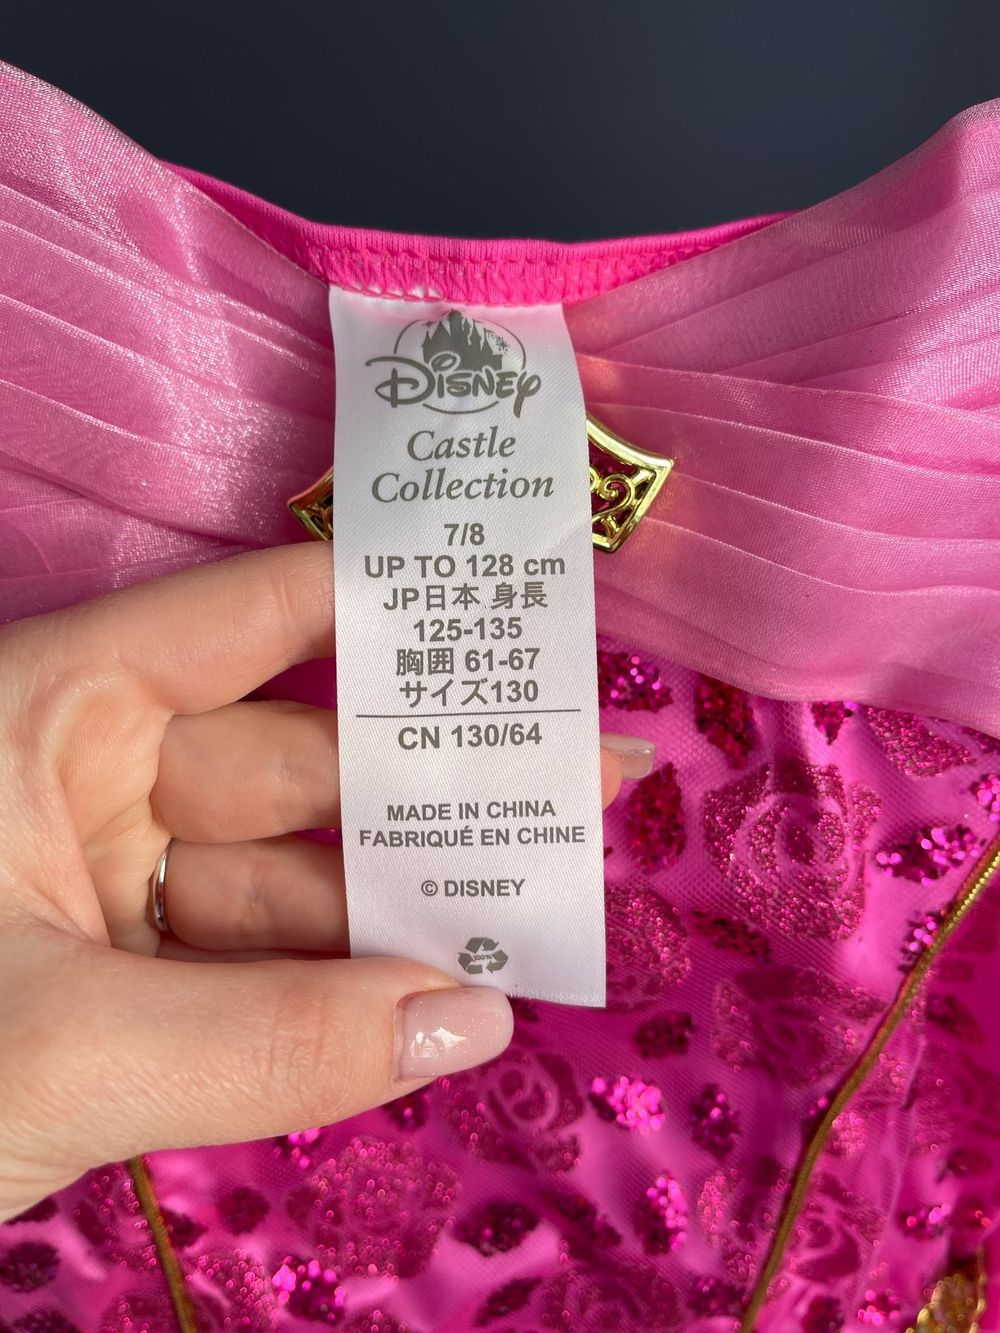 Disney
Castle
Collection
7/8
UP TO 128 cm
JP日本 身長
125-135
胸囲 61-67
サイズ130
CN 130/64
MADE IN CHINA
FABRIQUÉ EN CHINE
© DISNEY
100%